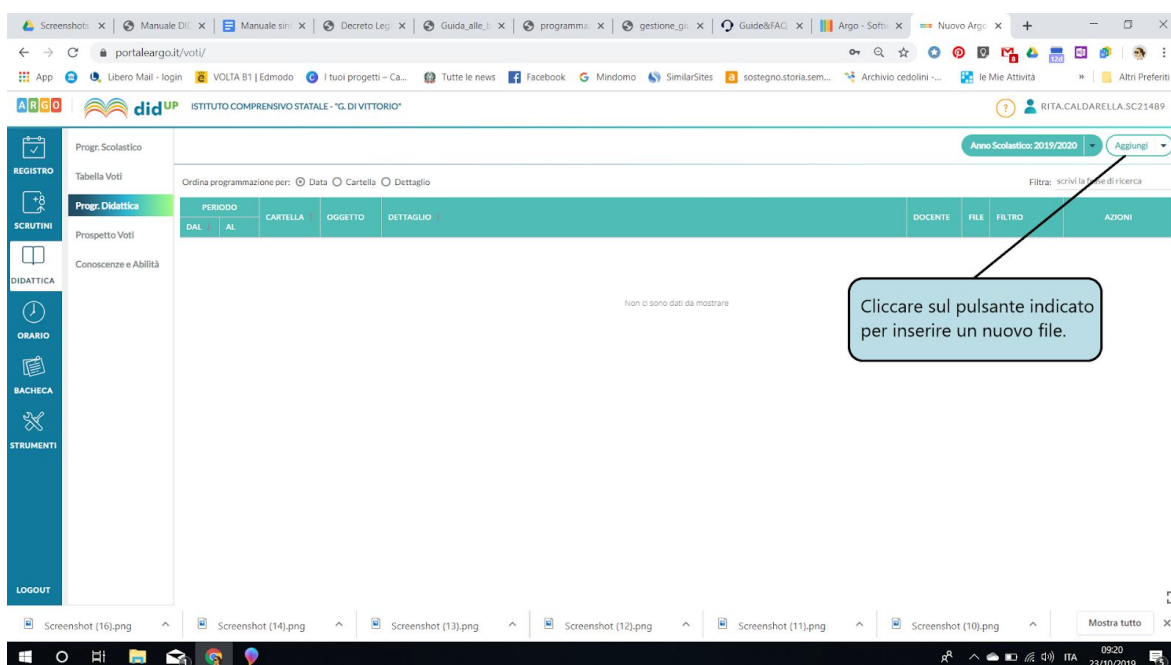 Screenshots
Manuale DID
Manuale sint
Decreto Leg
Guida_alle_b
programma
gestione_giu
Guide&FAQ
Argo - Softw
Nuovo Argo
portaleargo.it/voti/
App
Libero Mail - login
VOLTA B1 | Edmodo
I tuoi progetti – Ca...
Tutte le news
Facebook
Mindomo
SimilarSites
sostegno.storia.sem...
Archivio cedolini -...
le Mie Attività
»
Altri Preferiti
ARGO
didUP
ISTITUTO COMPRENSIVO STATALE - "G. DI VITTORIO"
RITA.CALDARELLA.SC21489
REGISTRO
SCRUTINI
DIDATTICA
ORARIO
BACHECA
STRUMENTI
LOGOUT
Progr. Scolastico
Tabella Voti
Progr. Didattica
Prospetto Voti
Conoscenze e Abilità
Anno Scolastico: 2019/2020
Aggiungi
Ordina programmazione per: Data Cartella Dettaglio
Filtra: scrivi la frase di ricerca
PERIODO
DAL AL
CARTELLA OGGETTO DETTAGLIO DOCENTE FILE FILTRO AZIONI
Non ci sono dati da mostrare
Cliccare sul pulsante indicato
per inserire un nuovo file.
Screenshot (16).png
Screenshot (14).png
Screenshot (13).png
Screenshot (12).png
Screenshot (11).png
Screenshot (10).png
Mostra tutto
ITA
09:20
23/10/2019